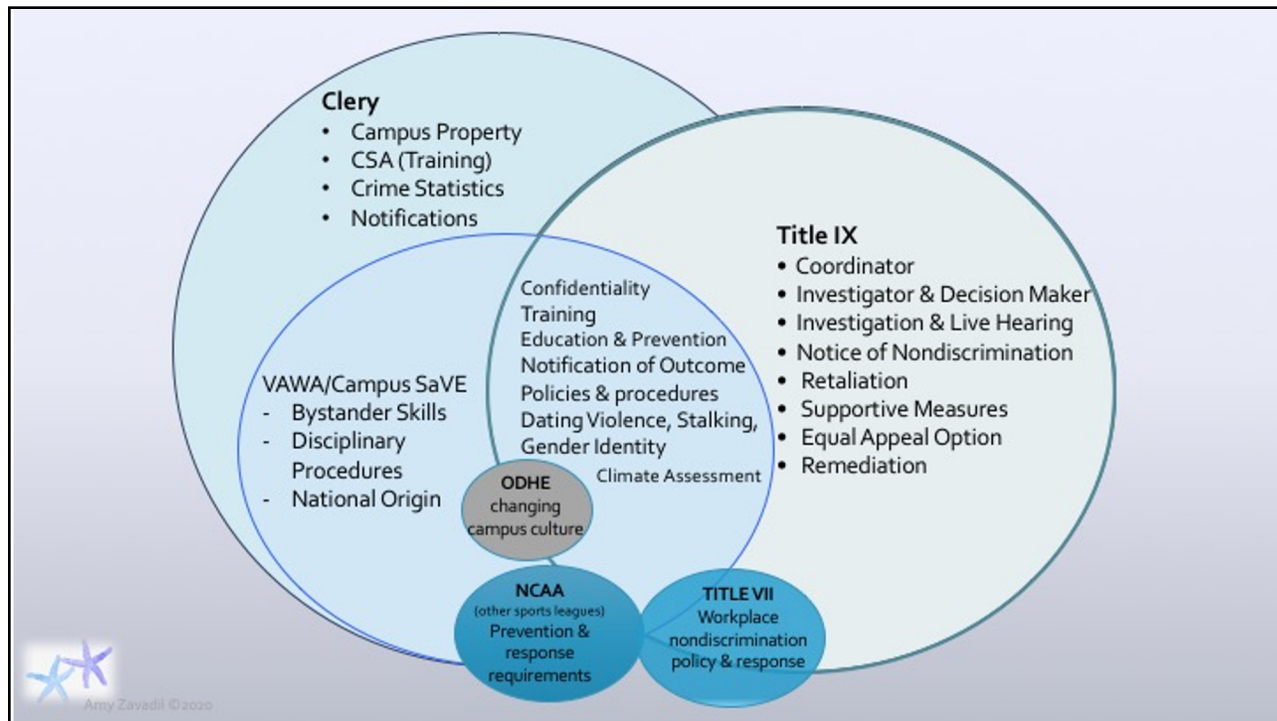 Clery
• Campus Property
• CSA (Training)
• Crime Statistics
• Notifications
Title IX
• Coordinator
• Investigator & Decision Maker
• Investigation & Live Hearing
• Notice of Nondiscrimination
• Retaliation
• Supportive Measures
• Equal Appeal Option
• Remediation
Confidentiality
Training
Education & Prevention
Notification of Outcome
Policies & procedures
Dating Violence, Stalking,
Gender Identity
Climate Assessment
VAWA/Campus SaVE
- Bystander Skills
- Disciplinary
Procedures
- National Origin
ODHE
changing
campus culture
NCAA
(other sports leagues)
Prevention &
response
requirements
TITLE VII
Workplace
nondiscrimination
policy & response
Amy Zavadil ©2020